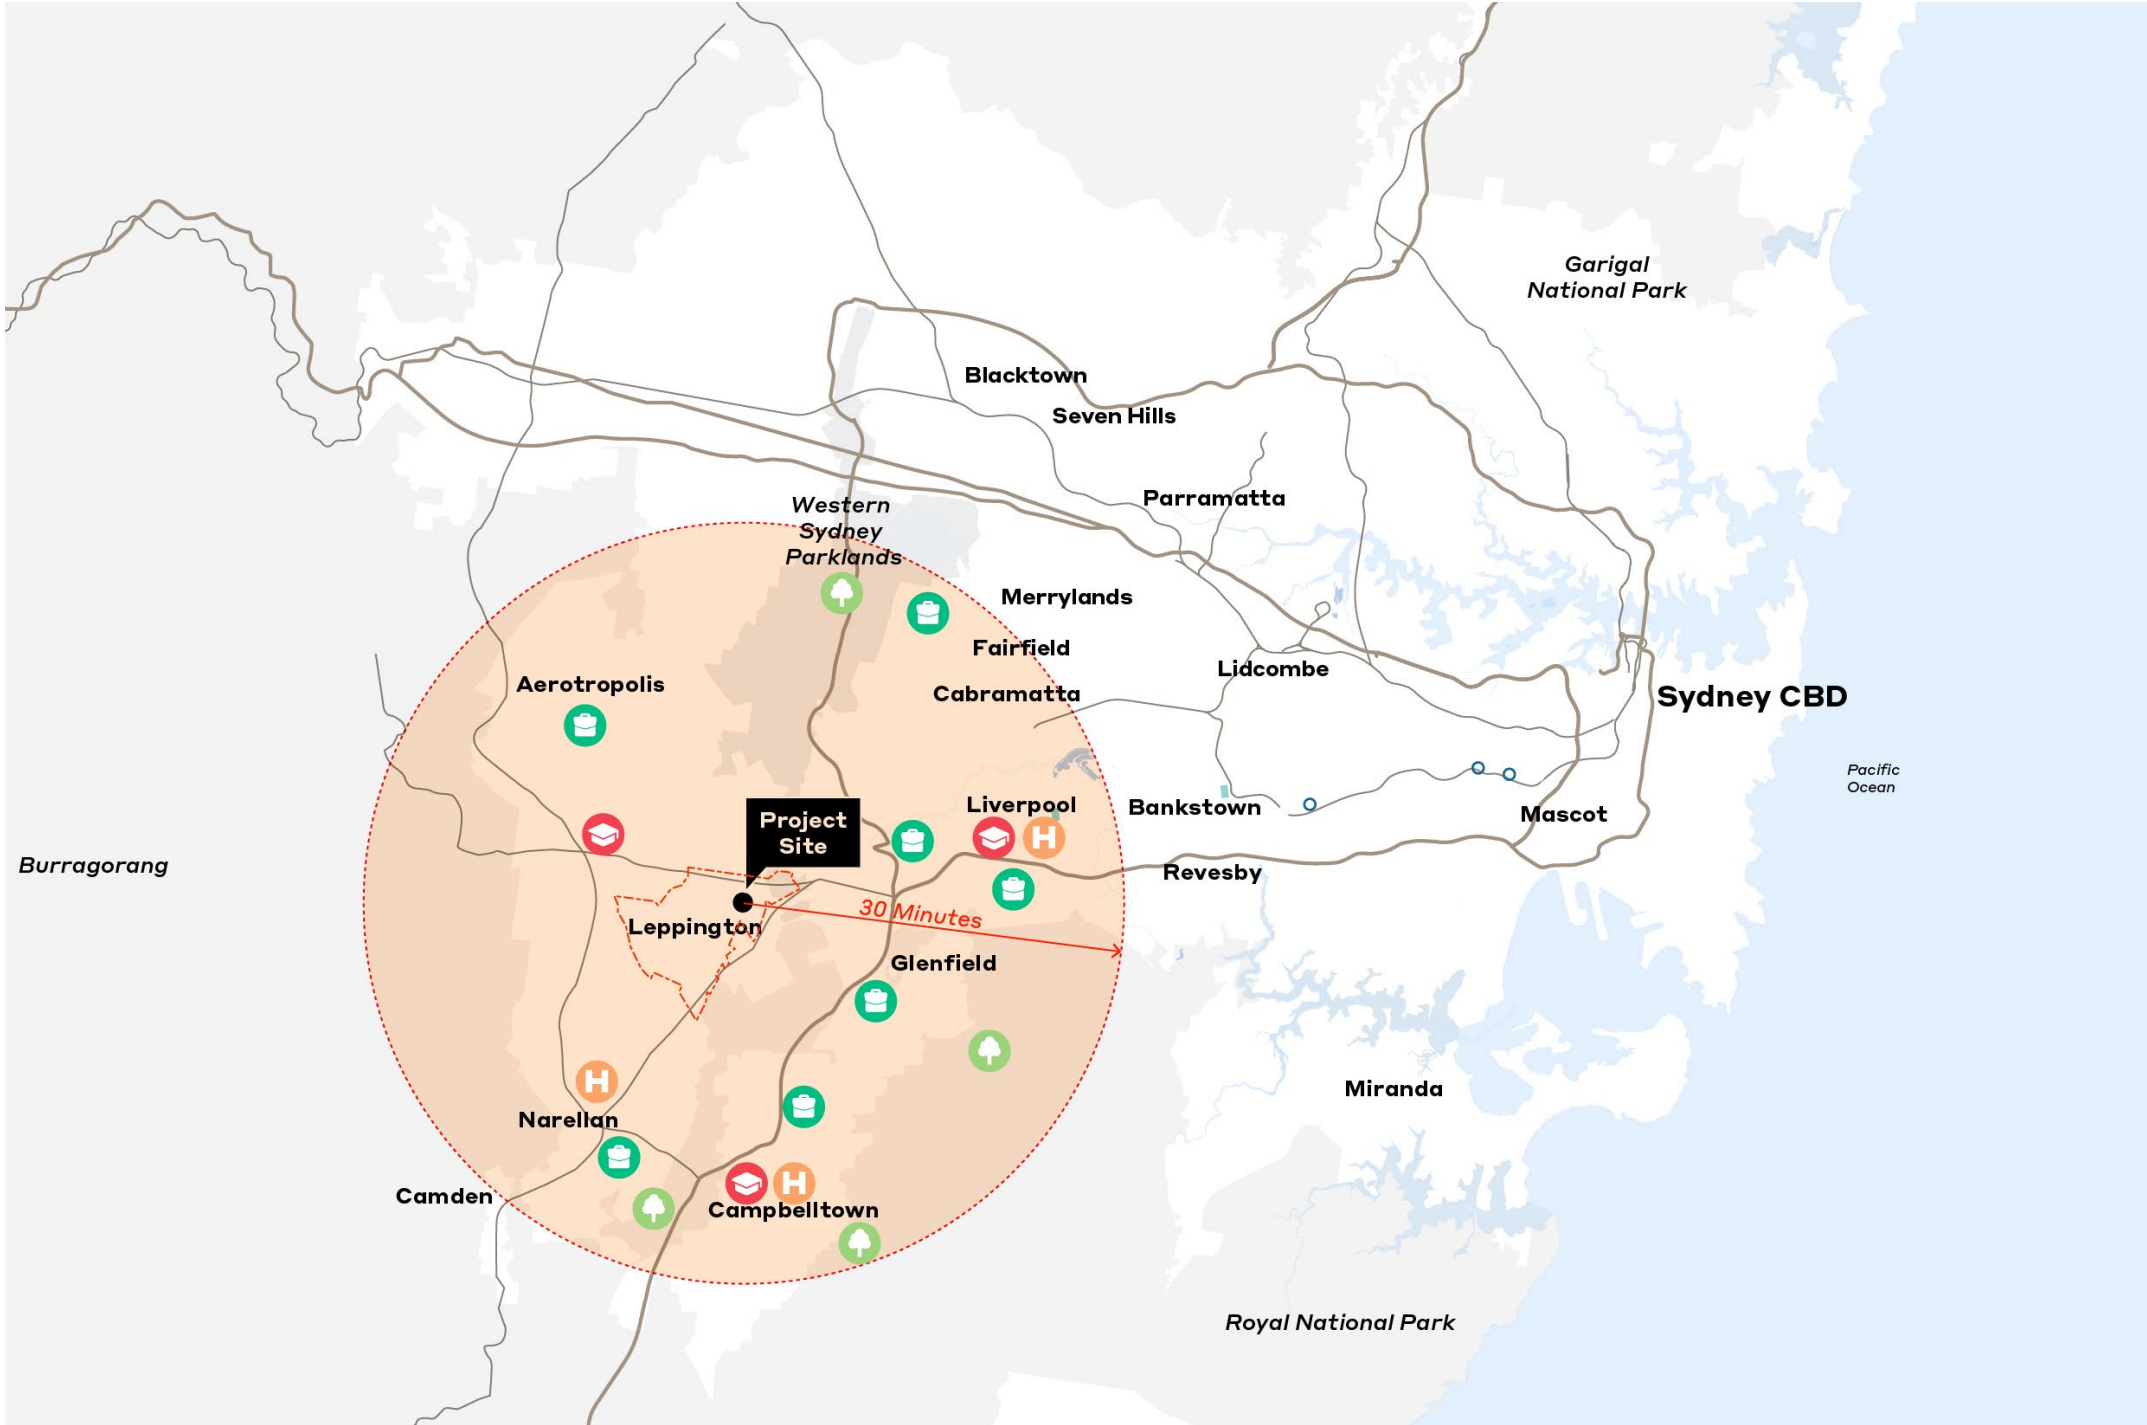 Garigal
National Park
Blacktown
Seven Hills
Parramatta
Western
Sydney
Parklands
Merrylands
Fairfield
Lidcombe
Aerotropolis
Cabramatta
Sydney CBD
Pacific
Ocean
Liverpool
Bankstown
Mascot
Project
Site
H
Burragorang
Revesby
30 Minutes
Leppington
Glenfield
H
Miranda
Narellan
Camden
H
Campbelltown
Royal National Park